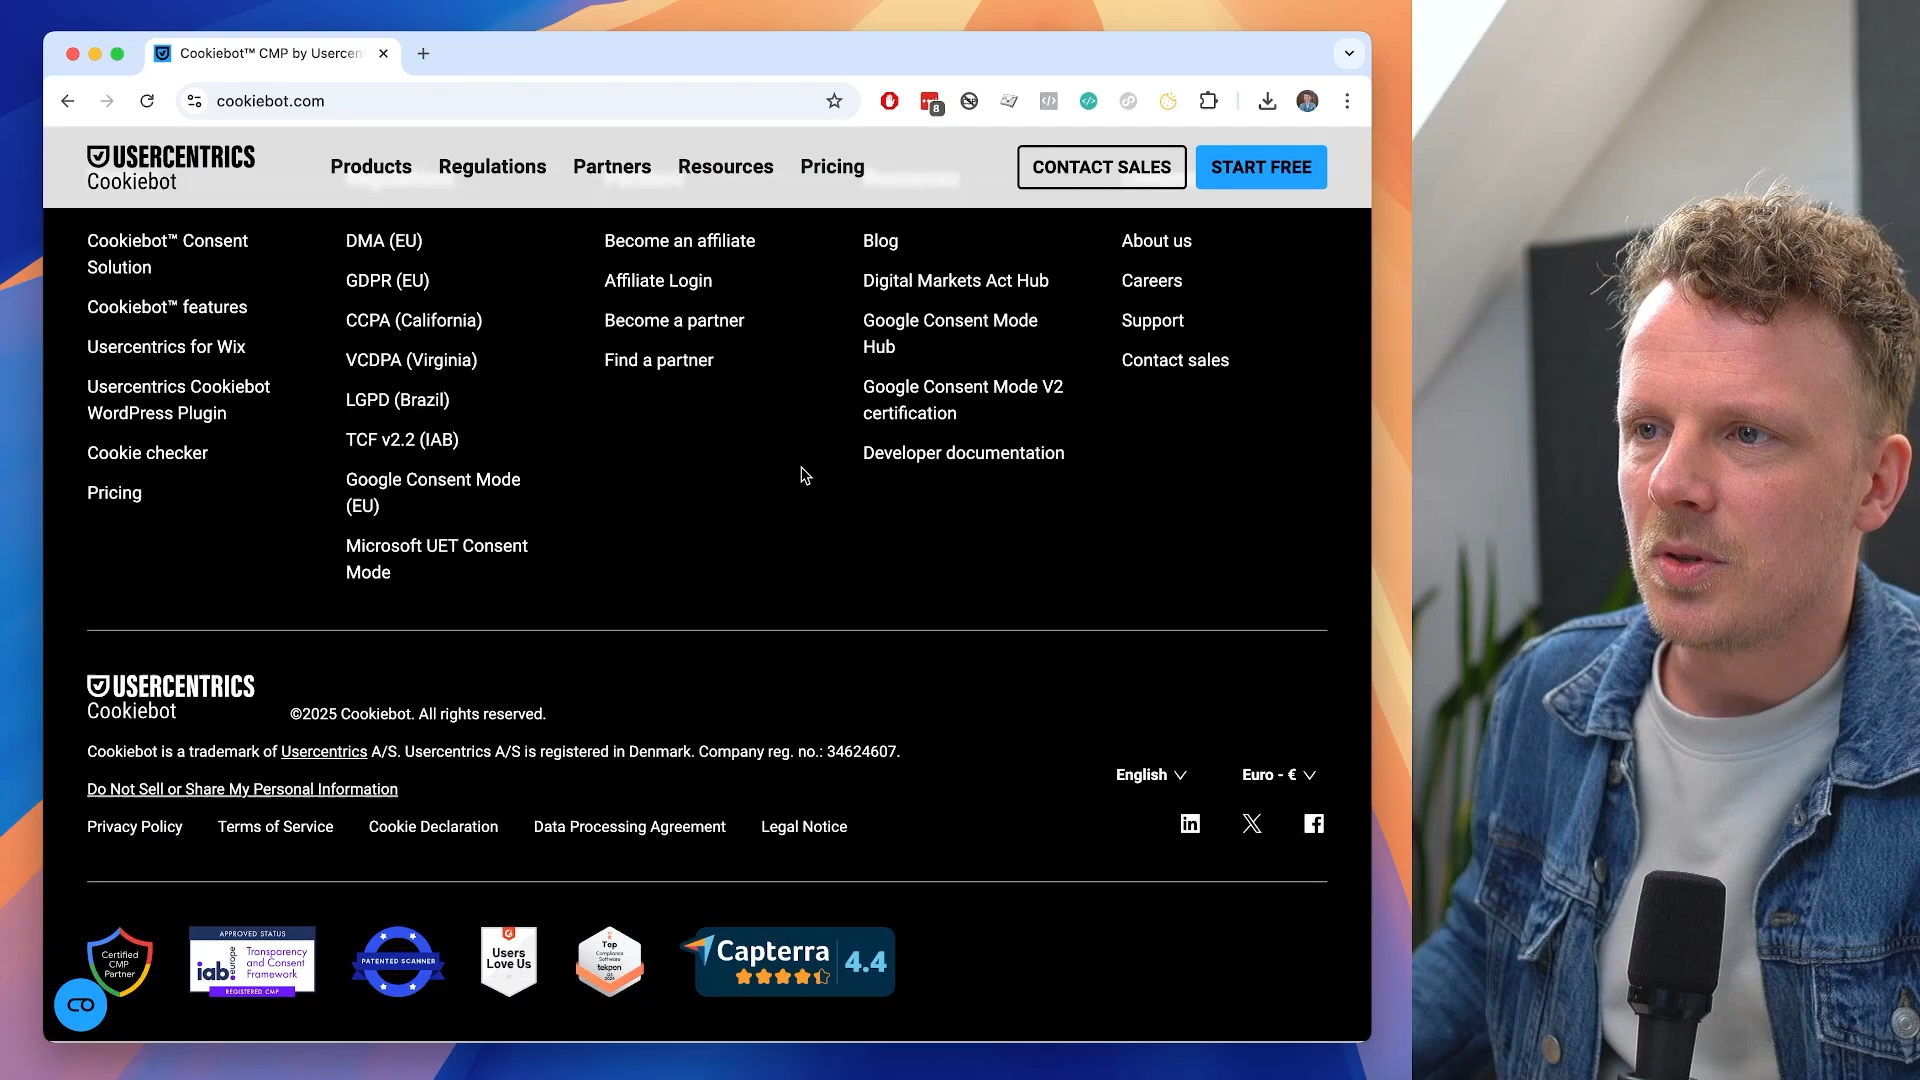 Cookiebot™ CMP by Usercen
cookiebot.com
8
USERCENTRICS
Cookiebot
Products
Regulations
Partners
Resources
Pricing
CONTACT SALES
START FREE
Cookiebot™ Consent
Solution
Cookiebot™ features
Usercentrics for Wix
Usercentrics Cookiebot
WordPress Plugin
Cookie checker
Pricing
DMA (EU)
GDPR (EU)
CCPA (California)
VCDPA (Virginia)
LGPD (Brazil)
TCF v2.2 (IAB)
Google Consent Mode
(EU)
Microsoft UET Consent
Mode
Become an affiliate
Affiliate Login
Become a partner
Find a partner
Blog
Digital Markets Act Hub
Google Consent Mode
Hub
Google Consent Mode V2
certification
Developer documentation
About us
Careers
Support
Contact sales
USERCENTRICS
Cookiebot
©2025 Cookiebot. All rights reserved.
Cookiebot is a trademark of Usercentrics A/S. Usercentrics A/S is registered in Denmark. Company reg. no.: 34624607.
Do Not Sell or Share My Personal Information
English
Euro - €
Privacy Policy
Terms of Service
Cookie Declaration
Data Processing Agreement
Legal Notice
Certified
CMP
Partner
APPROVED STATUS
iab europe
Transparency
and Consent
Framework
REGISTERED CMP
PATENTED SCANNER
Users
Love Us
Top
Compliance
Software
tekpon
Capterra
4.4